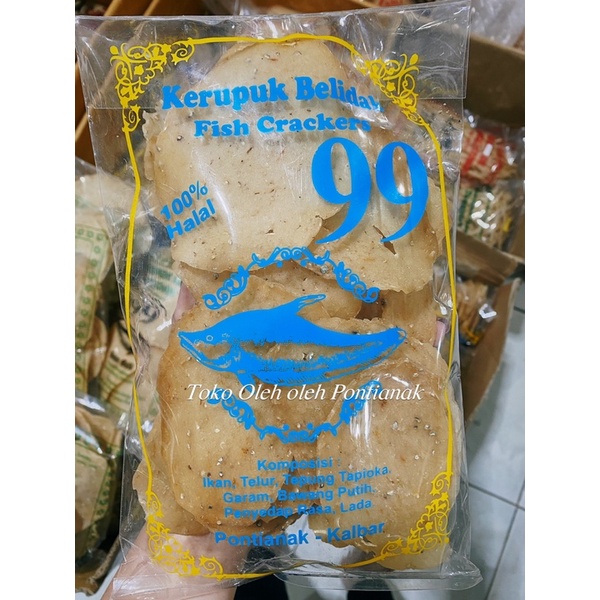 Kerupuk Beliday
Fish Crackers
99
100%
Halal
Toko Oleh oleh Pontianak
Komposisi
Ikan, Telur, Tepung Tapioka,
Garam, Baweng Putih,
Penyedap Rasa, Lada
Pontianak - Kalbar